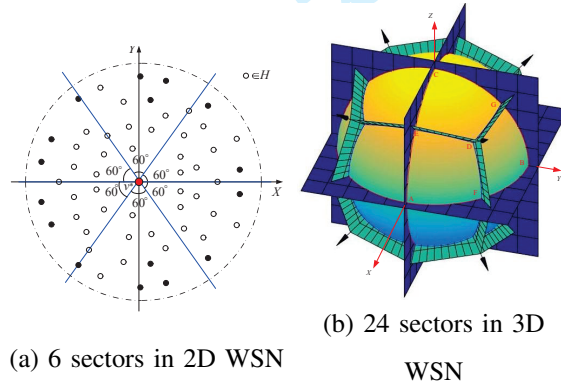 Y
○∈H
60°
60° 60°
v*
60° 60°
60°
X
Z
C
G
E
D
B
F
A
Y
X
(a) 6 sectors in 2D WSN
(b) 24 sectors in 3D
WSN